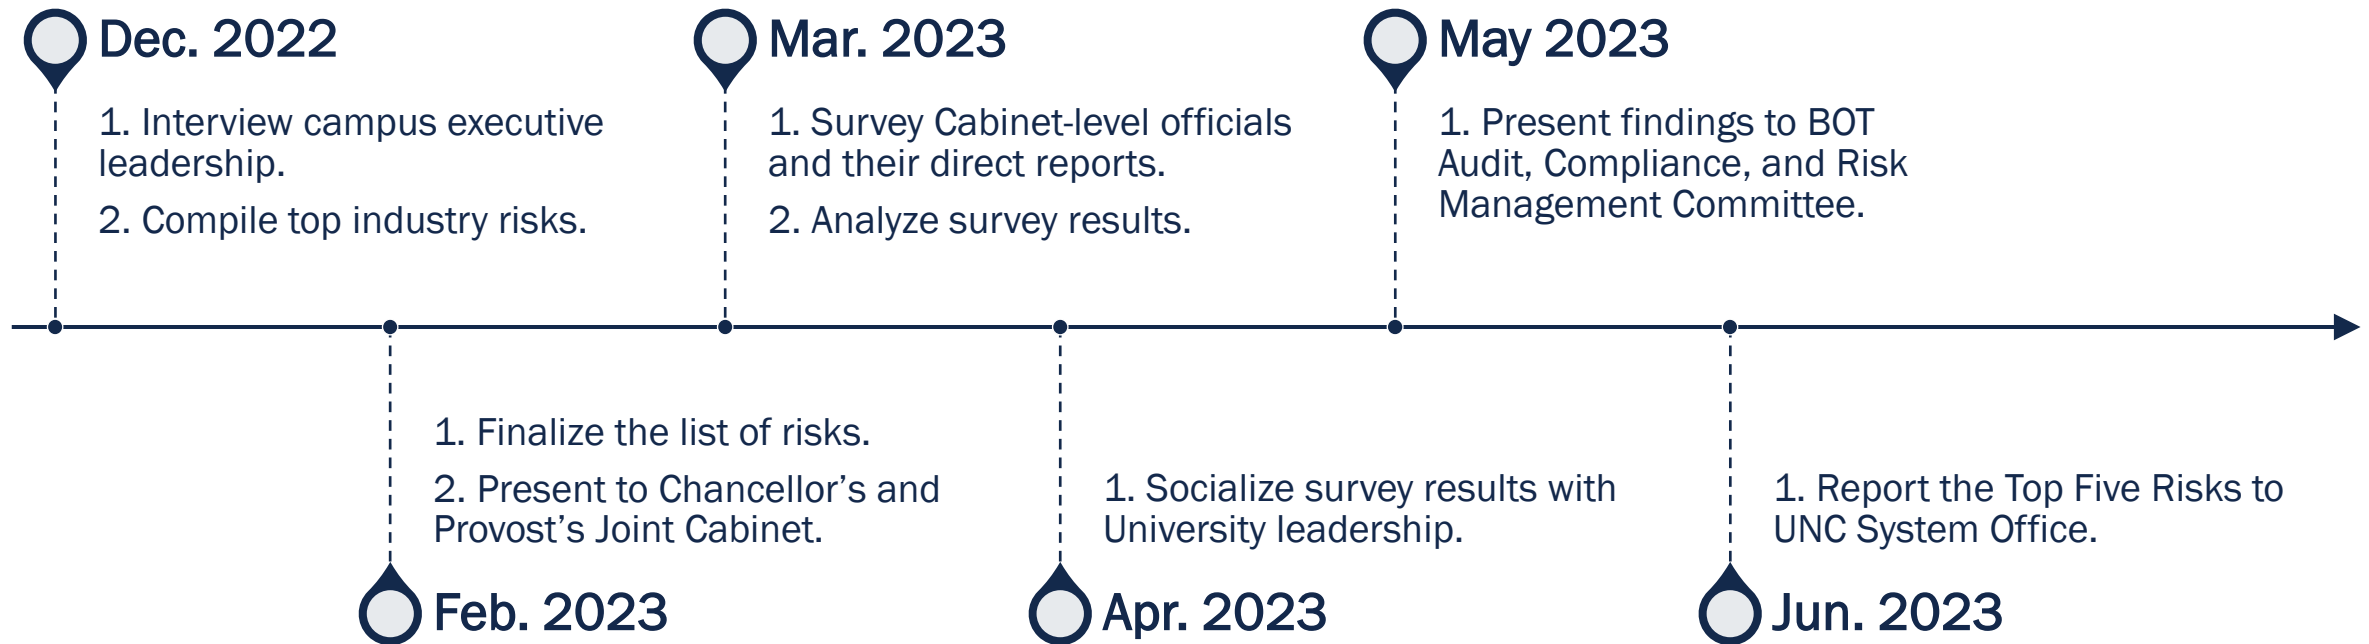 Dec. 2022
1. Interview campus executive
leadership.
2. Compile top industry risks.
Mar. 2023
1. Survey Cabinet-level officials
and their direct reports.
2. Analyze survey results.
May 2023
1. Present findings to BOT
Audit, Compliance, and Risk
Management Committee.
1. Finalize the list of risks.
2. Present to Chancellor’s and
Provost’s Joint Cabinet.
Feb. 2023
1. Socialize survey results with
University leadership.
Apr. 2023
1. Report the Top Five Risks to
UNC System Office.
Jun. 2023